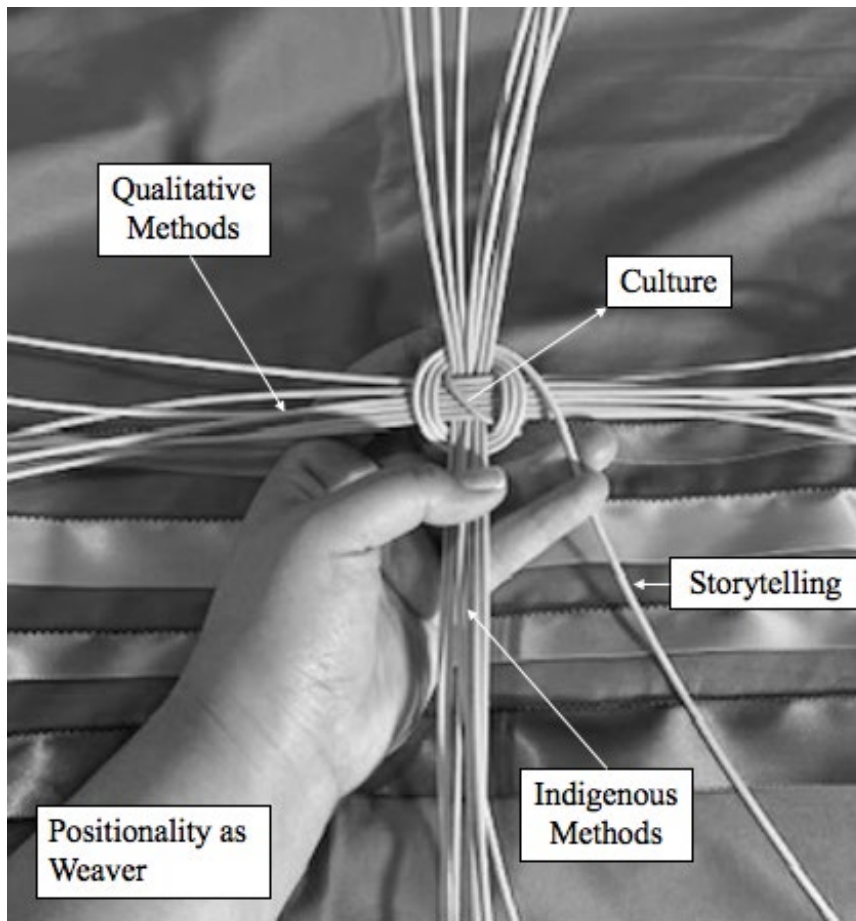 Qualitative
Methods
Culture
Storytelling
Indigenous
Methods
Positionality as
Weaver